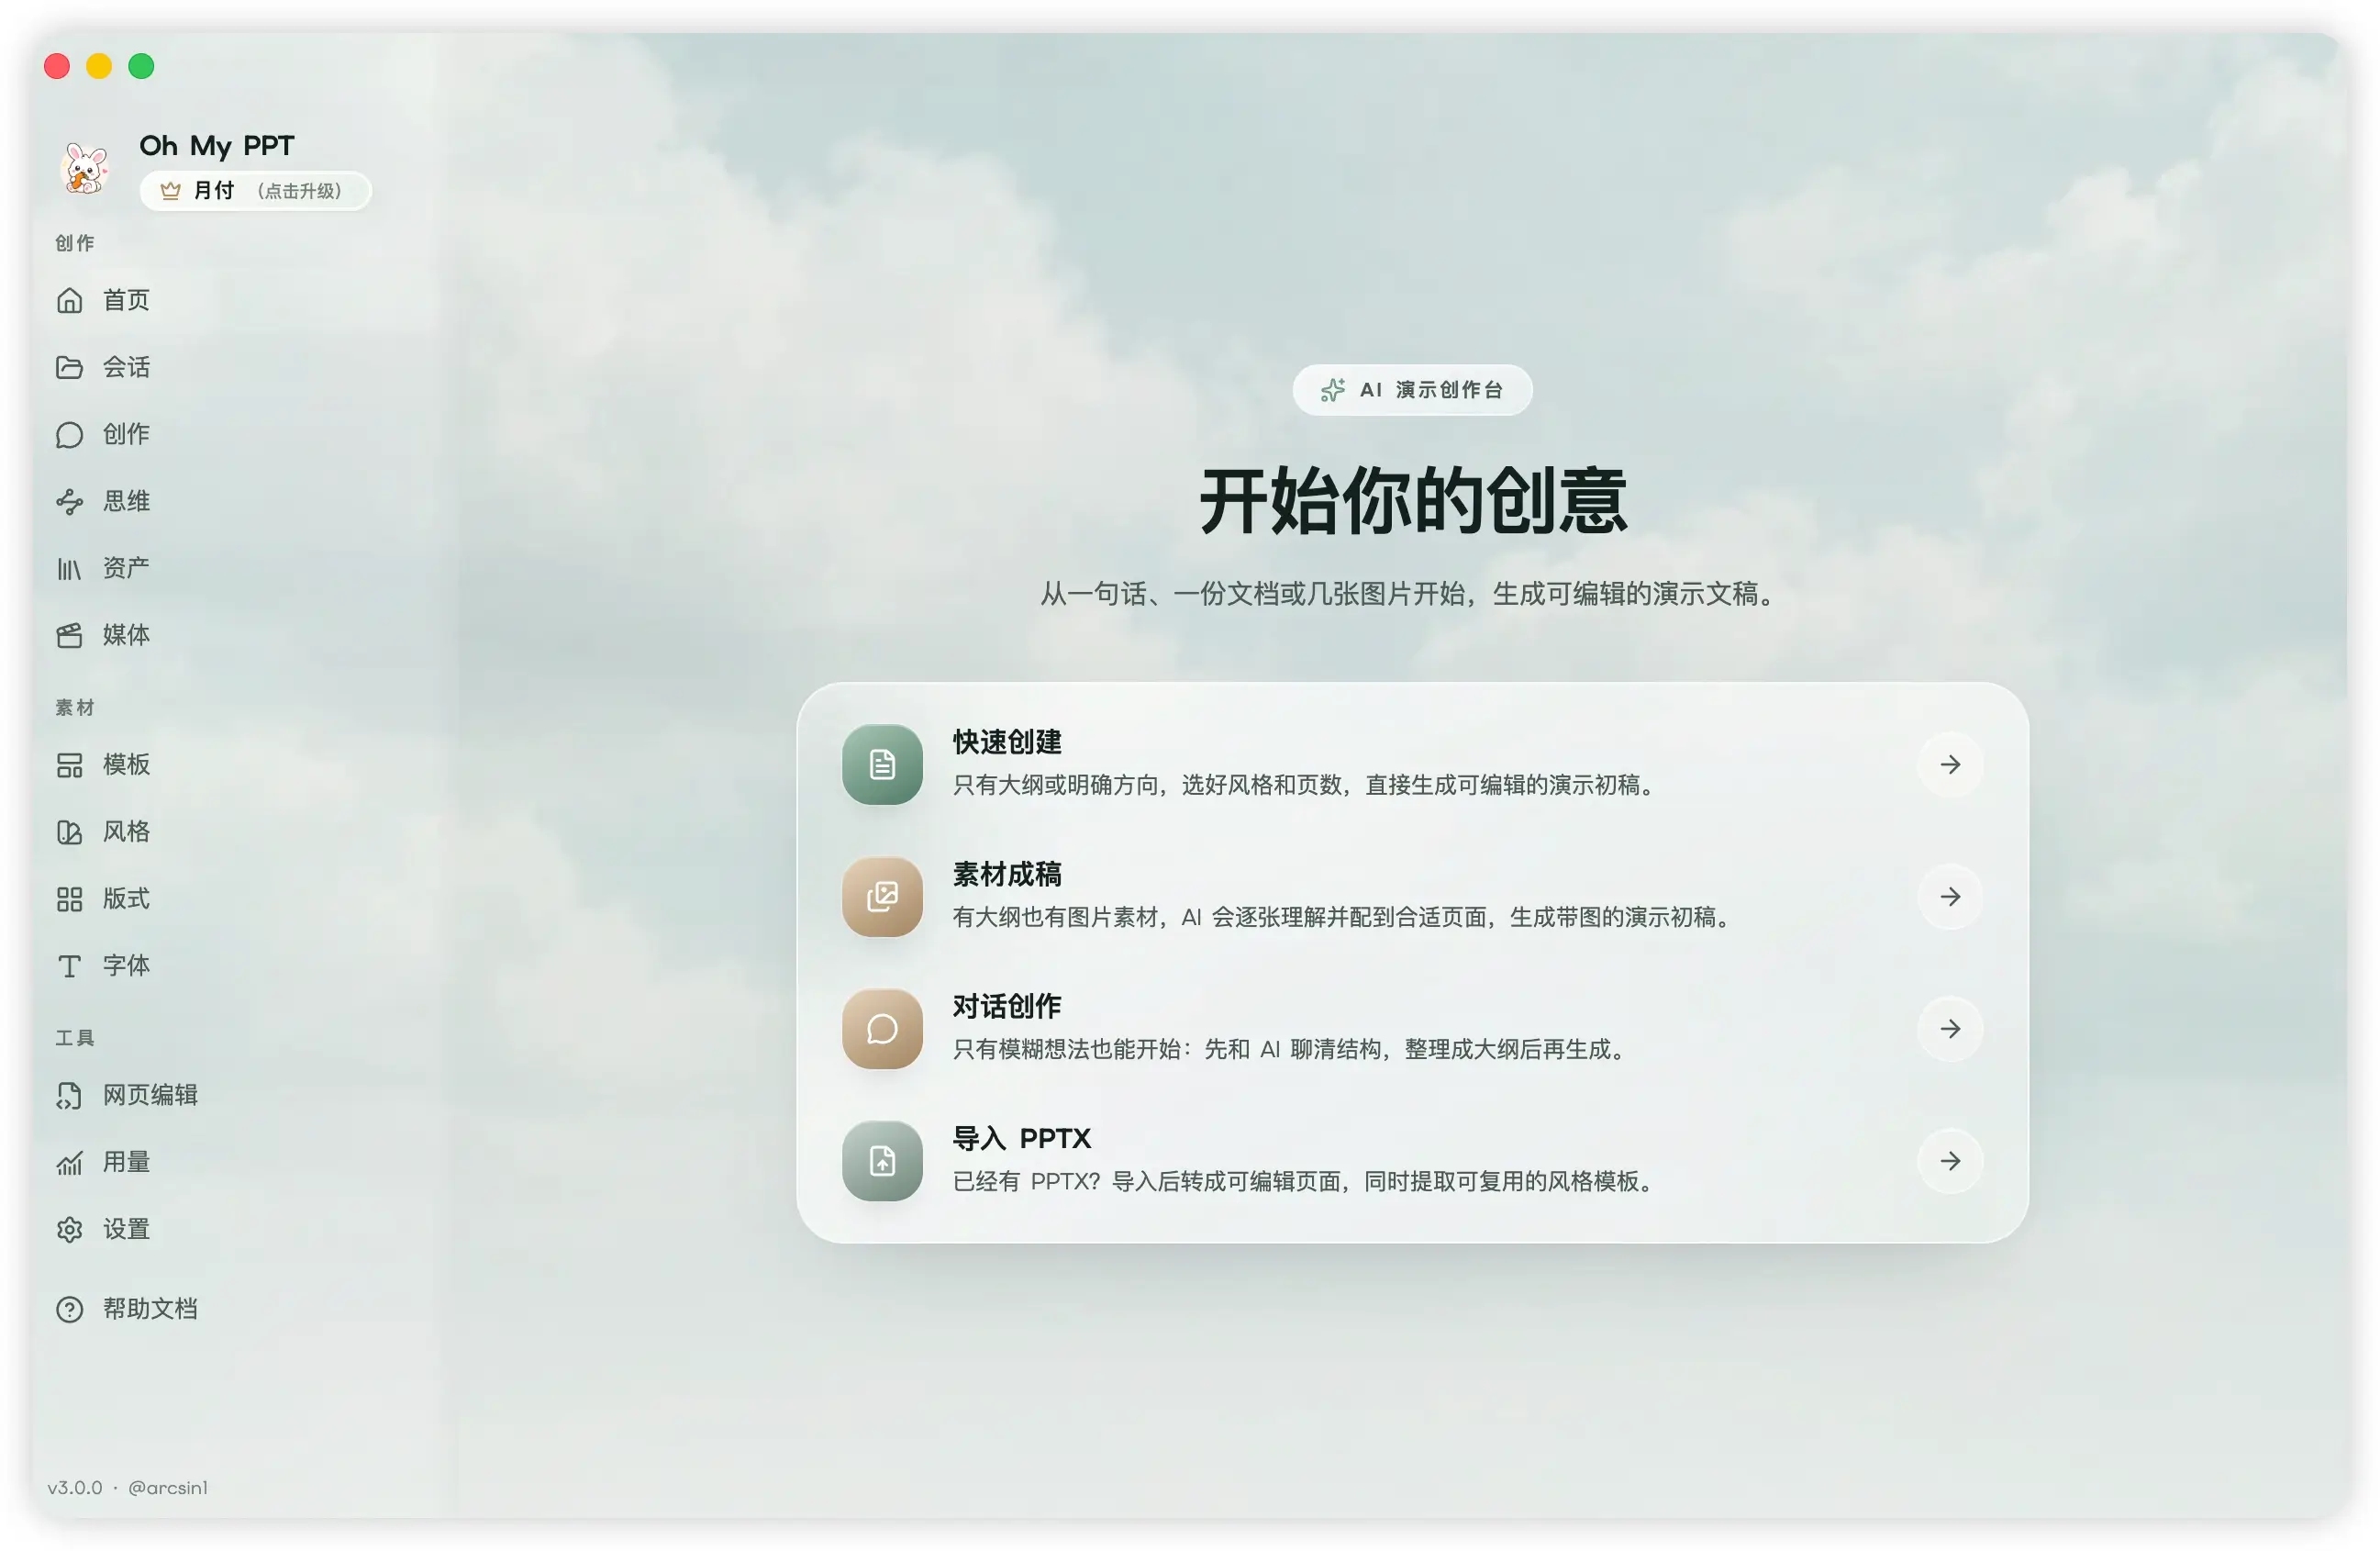 Oh My PPT
月付 （点击升级）
创作
首页
会话
创作
思维
资产
媒体
素材
模板
风格
版式
字体
工具
网页编辑
用量
设置
帮助文档
v3.0.0 · @arcsin1
AI 演示创作台
开始你的创意
从一句话、一份文档或几张图片开始，生成可编辑的演示文稿。
快速创建
只有大纲或明确方向，选好风格和页数，直接生成可编辑的演示初稿。
素材成稿
有大纲也有图片素材，AI 会逐张理解并配到合适页面，生成带图的演示初稿。
对话创作
只有模糊想法也能开始：先和 AI 聊清结构，整理成大纲后再生成。
导入 PPTX
已经有 PPTX？导入后转成可编辑页面，同时提取可复用的风格模板。